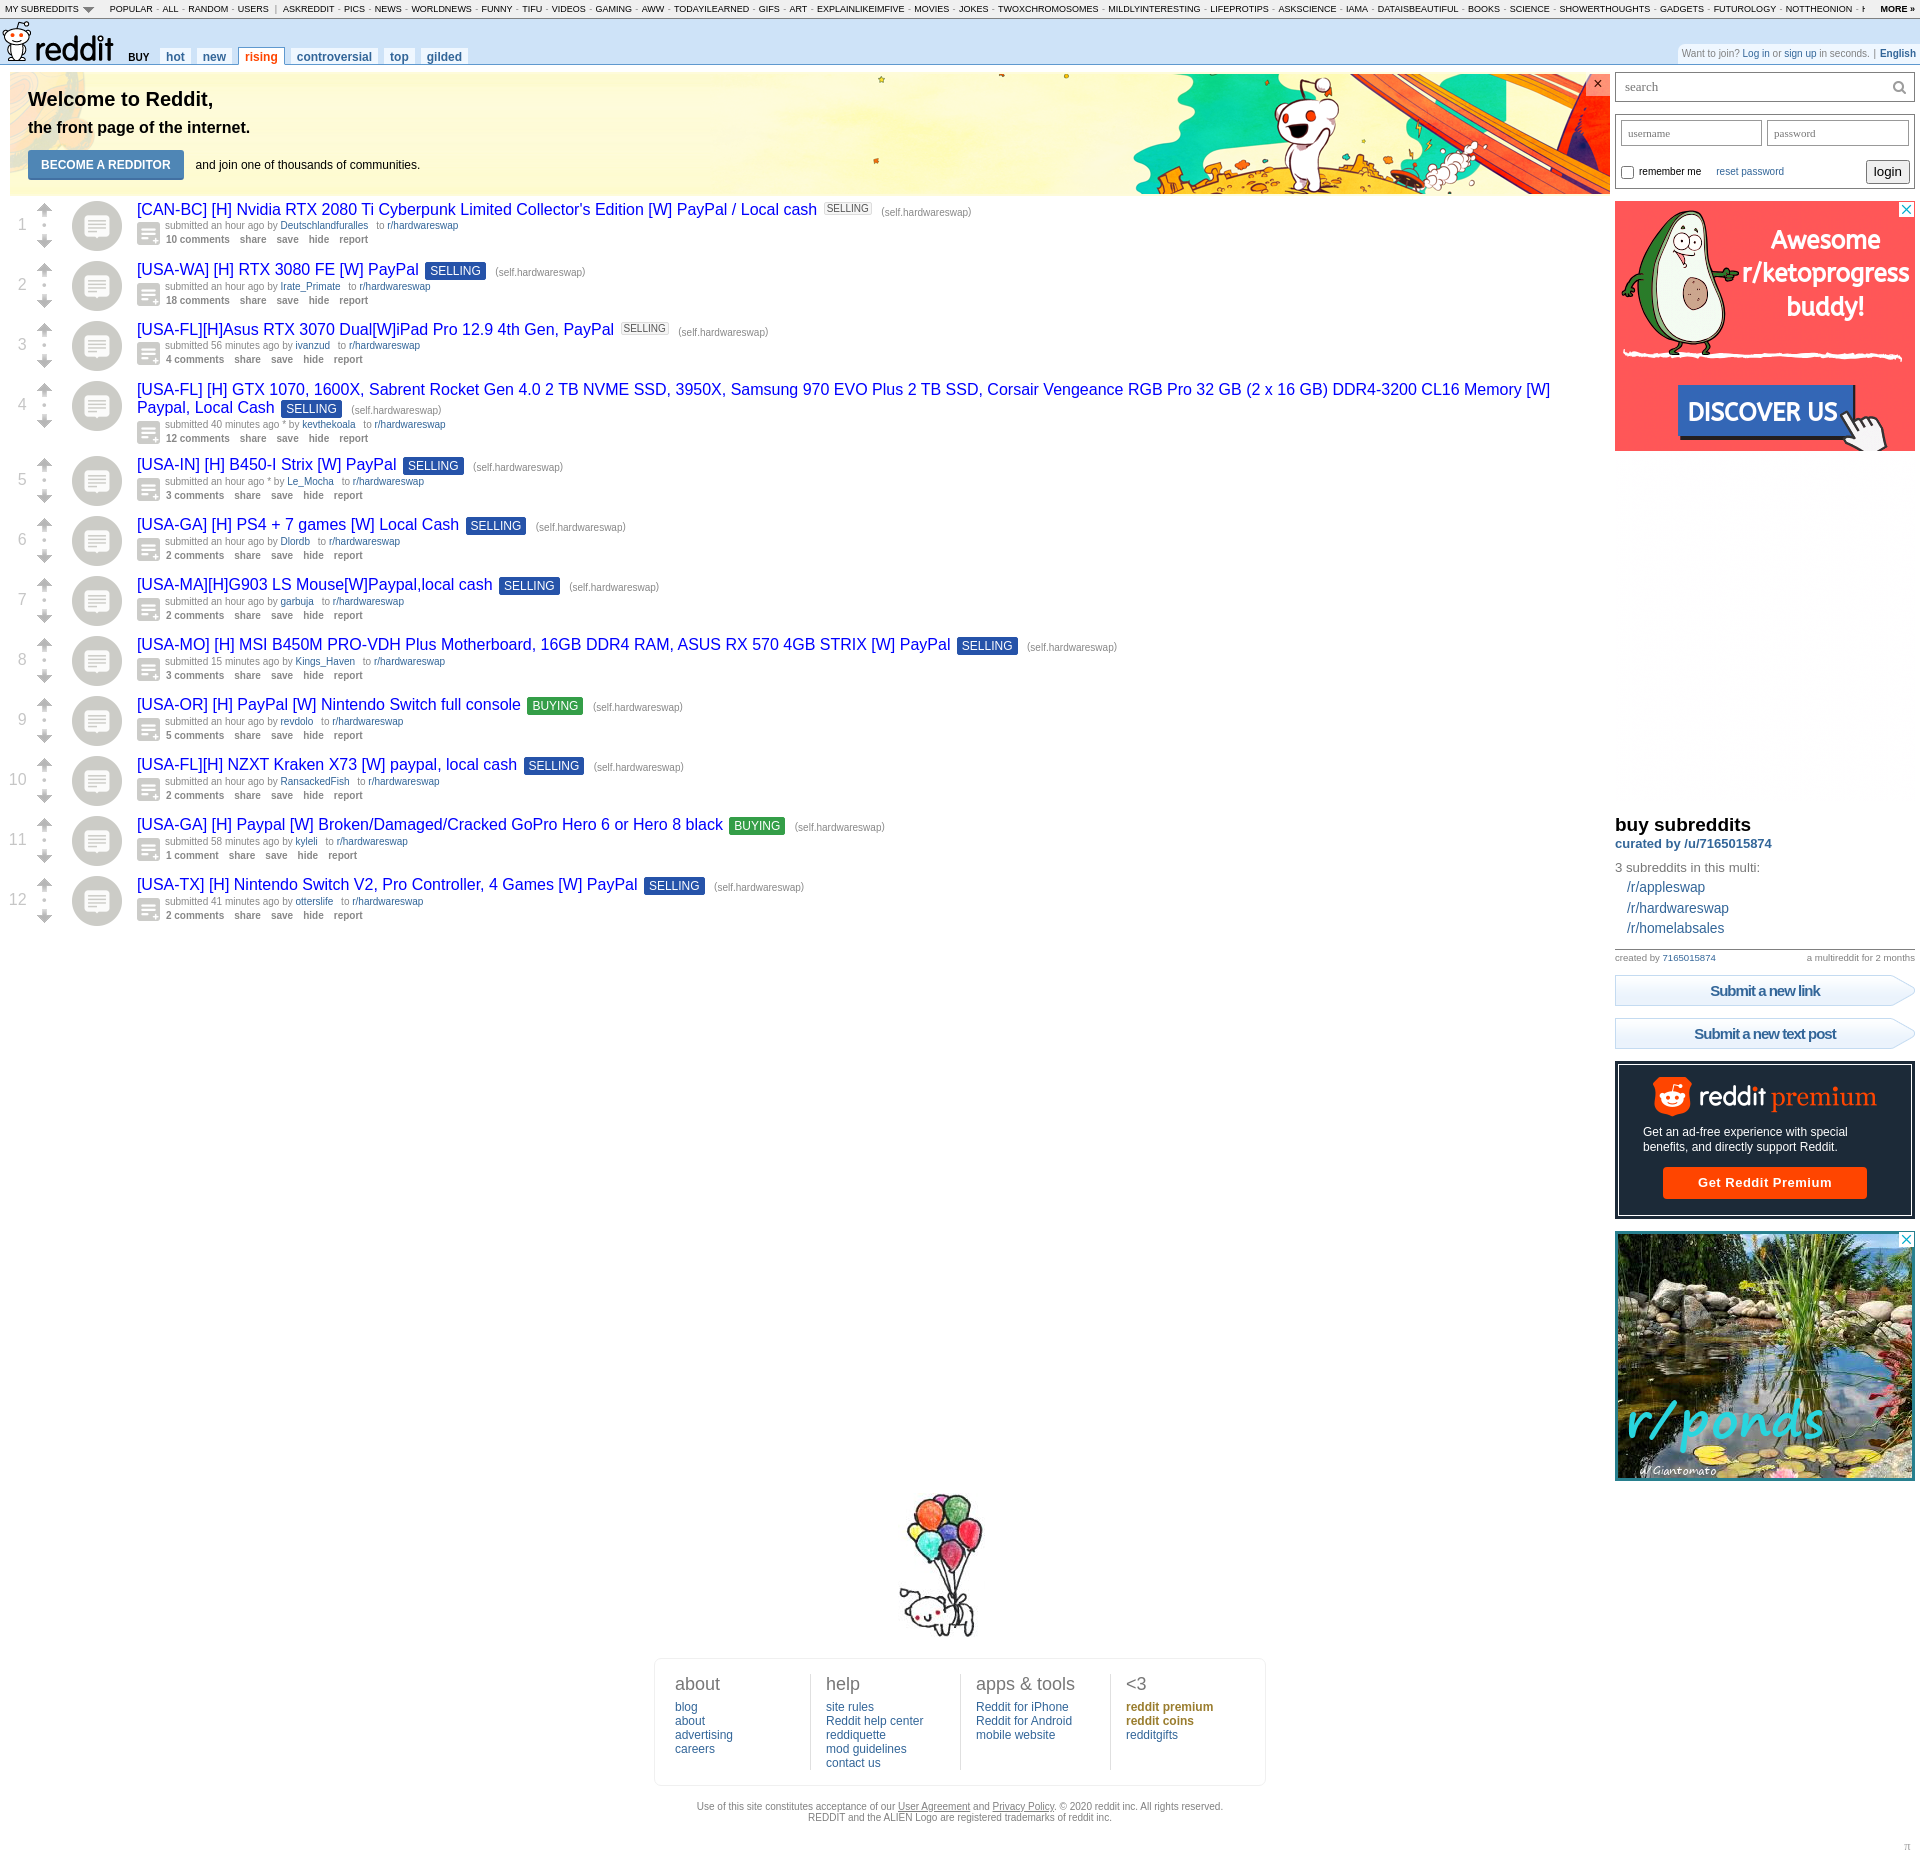 MY SUBREDDITS POPULAR - ALL - RANDOM - USERS | ASKREDDIT - PICS - NEWS - WORLDNEWS - FUNNY - TIFU - VIDEOS - GAMING - AWW - TODAYILEARNED - GIFS - ART - EXPLAINLIKEIMFIVE - MOVIES - JOKES - TWOXCHROMOSOMES - MILDLYINTERESTING - LIFEPROTIPS - ASKSCIENCE - IAMA - DATAISBEAUTIFUL - BOOKS - SCIENCE - SHOWERTHOUGHTS - GADGETS - FUTUROLOGY - NOTTHEONION - MORE »
reddit BUY hot new rising controversial top gilded
Want to join? Log in or sign up in seconds. | English
Welcome to Reddit,
the front page of the internet.
BECOME A REDDITOR and join one of thousands of communities.
×
1
[CAN-BC] [H] Nvidia RTX 2080 Ti Cyberpunk Limited Collector's Edition [W] PayPal / Local cash SELLING (self.hardwareswap)
submitted an hour ago by Deutschlandfuralles to r/hardwareswap
10 comments share save hide report
2
[USA-WA] [H] RTX 3080 FE [W] PayPal SELLING (self.hardwareswap)
submitted an hour ago by Irate_Primate to r/hardwareswap
18 comments share save hide report
3
[USA-FL][H]Asus RTX 3070 Dual[W]iPad Pro 12.9 4th Gen, PayPal SELLING (self.hardwareswap)
submitted 56 minutes ago by ivanzud to r/hardwareswap
4 comments share save hide report
4
[USA-FL] [H] GTX 1070, 1600X, Sabrent Rocket Gen 4.0 2 TB NVME SSD, 3950X, Samsung 970 EVO Plus 2 TB SSD, Corsair Vengeance RGB Pro 32 GB (2 x 16 GB) DDR4-3200 CL16 Memory [W]
Paypal, Local Cash SELLING (self.hardwareswap)
submitted 40 minutes ago * by kevthekoala to r/hardwareswap
12 comments share save hide report
5
[USA-IN] [H] B450-I Strix [W] PayPal SELLING (self.hardwareswap)
submitted an hour ago * by Le_Mocha to r/hardwareswap
3 comments share save hide report
6
[USA-GA] [H] PS4 + 7 games [W] Local Cash SELLING (self.hardwareswap)
submitted an hour ago by Dlordb to r/hardwareswap
2 comments share save hide report
7
[USA-MA][H]G903 LS Mouse[W]Paypal,local cash SELLING (self.hardwareswap)
submitted an hour ago by garbuja to r/hardwareswap
2 comments share save hide report
8
[USA-MO] [H] MSI B450M PRO-VDH Plus Motherboard, 16GB DDR4 RAM, ASUS RX 570 4GB STRIX [W] PayPal SELLING (self.hardwareswap)
submitted 15 minutes ago by Kings_Haven to r/hardwareswap
3 comments share save hide report
9
[USA-OR] [H] PayPal [W] Nintendo Switch full console BUYING (self.hardwareswap)
submitted an hour ago by revdolo to r/hardwareswap
5 comments share save hide report
10
[USA-FL][H] NZXT Kraken X73 [W] paypal, local cash SELLING (self.hardwareswap)
submitted an hour ago by RansackedFish to r/hardwareswap
2 comments share save hide report
11
[USA-GA] [H] Paypal [W] Broken/Damaged/Cracked GoPro Hero 6 or Hero 8 black BUYING (self.hardwareswap)
submitted 58 minutes ago by kyleli to r/hardwareswap
1 comment share save hide report
12
[USA-TX] [H] Nintendo Switch V2, Pro Controller, 4 Games [W] PayPal SELLING (self.hardwareswap)
submitted 41 minutes ago by otterslife to r/hardwareswap
2 comments share save hide report
search
username password
remember me reset password login
Awesome
r/ketoprogress
buddy!
DISCOVER US
buy subreddits
curated by /u/7165015874
3 subreddits in this multi:
/r/appleswap
/r/hardwareswap
/r/homelabsales
created by 7165015874 a multireddit for 2 months
Submit a new link
Submit a new text post
reddit premium
Get an ad-free experience with special
benefits, and directly support Reddit.
Get Reddit Premium
r/ponds
u/Giantomato
about
blog
about
advertising
careers
help
site rules
Reddit help center
reddiquette
mod guidelines
contact us
apps & tools
Reddit for iPhone
Reddit for Android
mobile website
<3
reddit premium
reddit coins
redditgifts
Use of this site constitutes acceptance of our User Agreement and Privacy Policy. © 2020 reddit inc. All rights reserved.
REDDIT and the ALIEN Logo are registered trademarks of reddit inc.
π